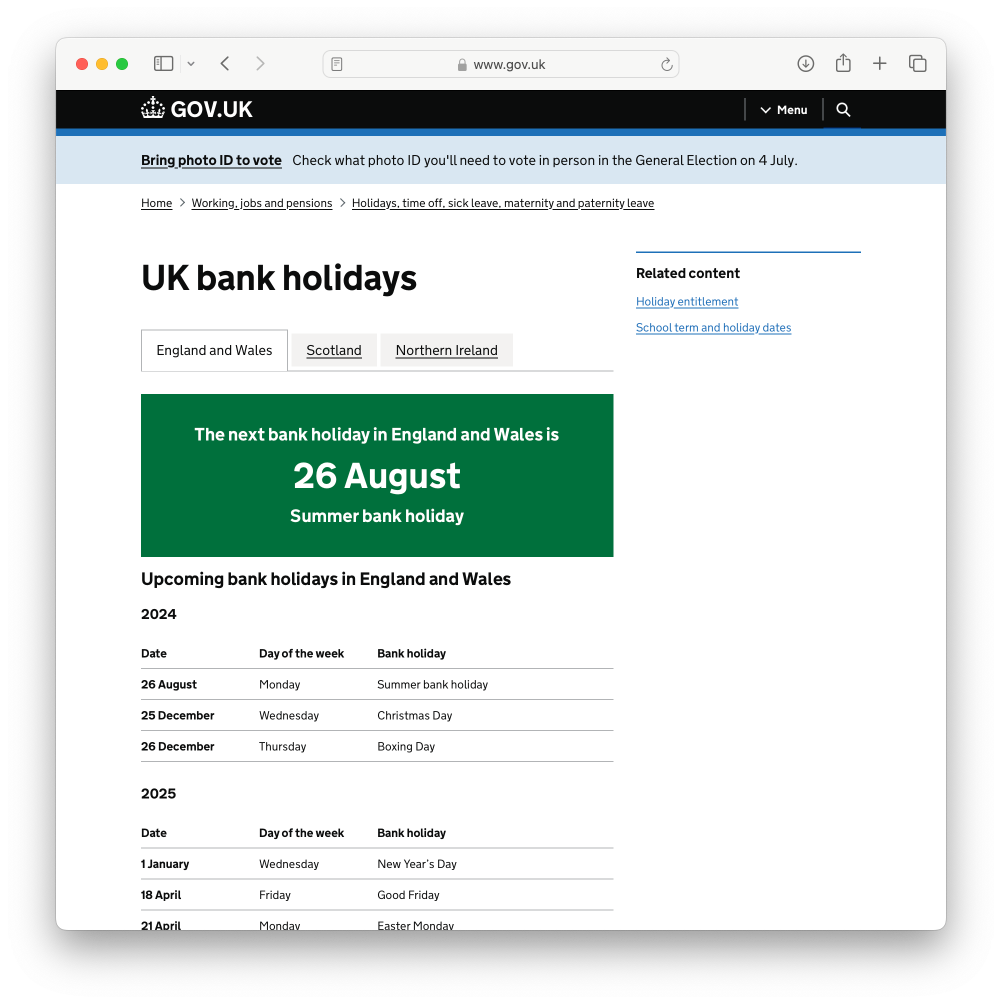 www.gov.uk
GOV.UK
Menu
Bring photo ID to vote Check what photo ID you'll need to vote in person in the General Election on 4 July.
Home Working, jobs and pensions Holidays, time off, sick leave, maternity and paternity leave
UK bank holidays
England and Wales Scotland Northern Ireland
The next bank holiday in England and Wales is
26 August
Summer bank holiday
Upcoming bank holidays in England and Wales
2024
Date Day of the week Bank holiday
26 August Monday Summer bank holiday
25 December Wednesday Christmas Day
26 December Thursday Boxing Day
2025
Date Day of the week Bank holiday
1 January Wednesday New Year’s Day
18 April Friday Good Friday
21 April Monday Easter Monday
Related content
Holiday entitlement
School term and holiday dates